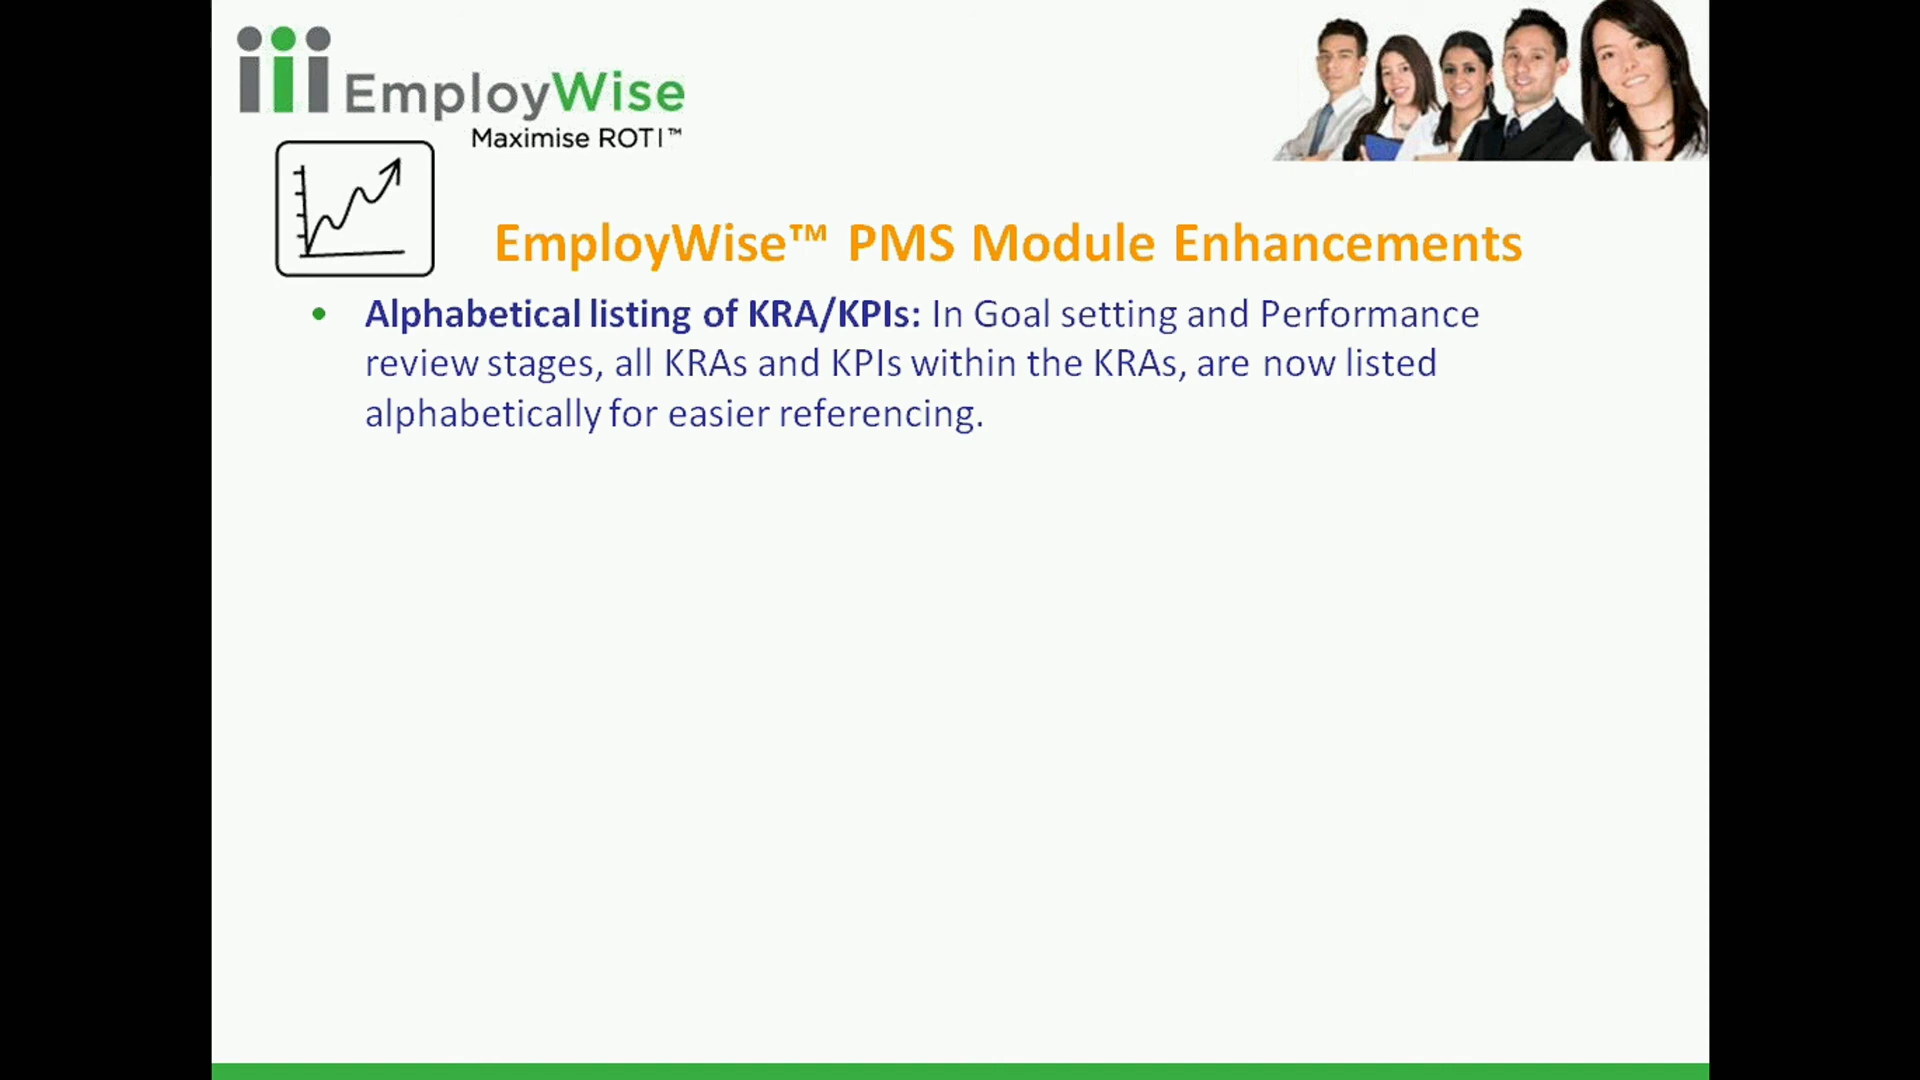 EmployWise
Maximise ROTI™
EmployWise™ PMS Module Enhancements
• Alphabetical listing of KRA/KPIs: In Goal setting and Performance
review stages, all KRAs and KPIs within the KRAs, are now listed
alphabetically for easier referencing.